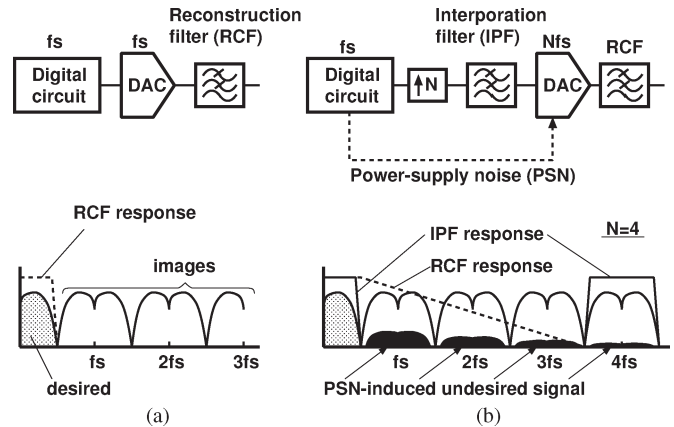 Reconstruction
filter (RCF)
fs
fs
Digital
circuit
DAC
Interporation
filter (IPF)
fs
Nfs
RCF
Digital
circuit
↑N
DAC
Power-supply noise (PSN)
RCF response
images
fs
2fs
3fs
desired
(a)
IPF response
N=4
RCF response
fs
2fs
3fs
4fs
PSN-induced undesired signal
(b)